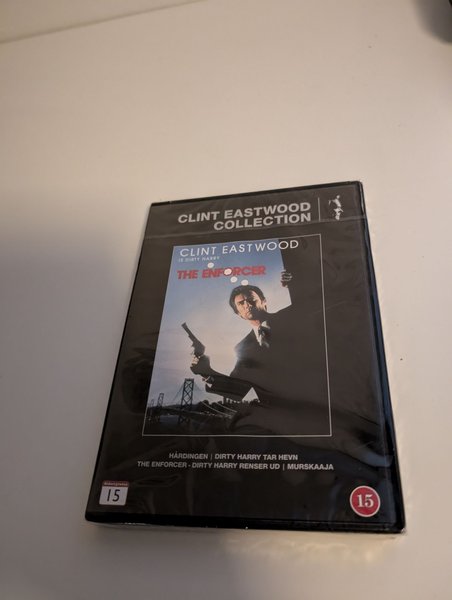 CLINT EASTWOOD
COLLECTION
CLINT EASTWOOD
IS DIRTY HARRY
THE ENFORCER
HÅRDINGEN | DIRTY HARRY TAR HEVN
THE ENFORCER - DIRTY HARRY RENSER UD | MURSKAAJA
15
15